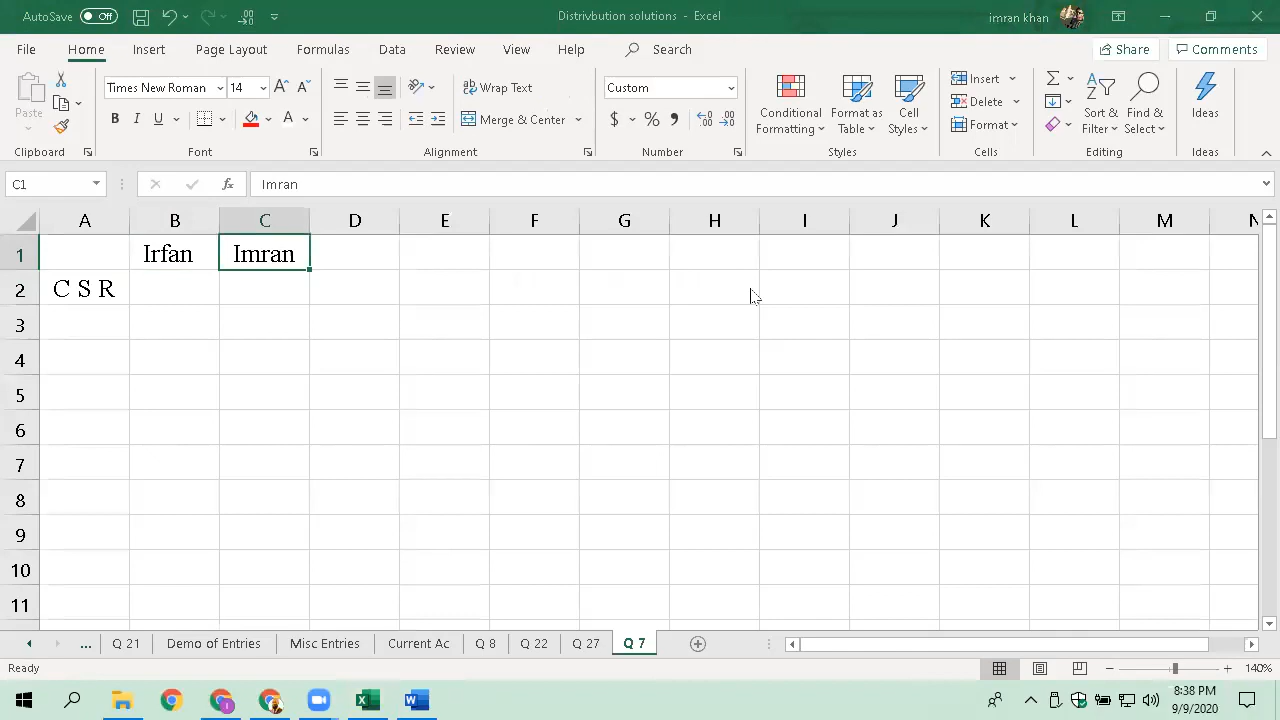 AutoSave Off Distrivbution solutions - Excel imran khan
File Home Insert Page Layout Formulas Data Review View Help Search Share Comments
Paste Times New Roman 14 Wrap Text Custom Conditional Formatting Format as Table Cell Styles Insert Sort & Filter Find & Select Ideas
B I U A Merge & Center $ % Delete
Format
Clipboard Font Alignment Number Styles Cells Editing Ideas
C1 fx Imran
A B C D E F G H I J K L M N
1 Irfan Imran
2 C S R
3
4
5
6
7
8
9
10
11
... Q 21 Demo of Entries Misc Entries Current Ac Q 8 Q 22 Q 27 Q 7
Ready 140%
8:38 PM
9/9/2020